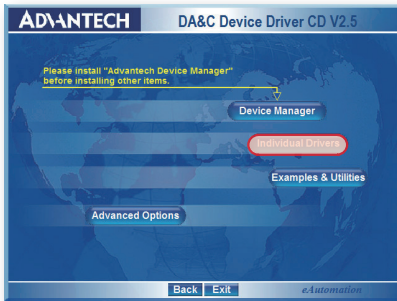 ADVANTECH
DA&C Device Driver CD V2.5
Please install "Advantech Device Manager"
before installing other items.
Device Manager
Individual Drivers
Examples & Utilities
Advanced Options
Back Exit
eAutomation